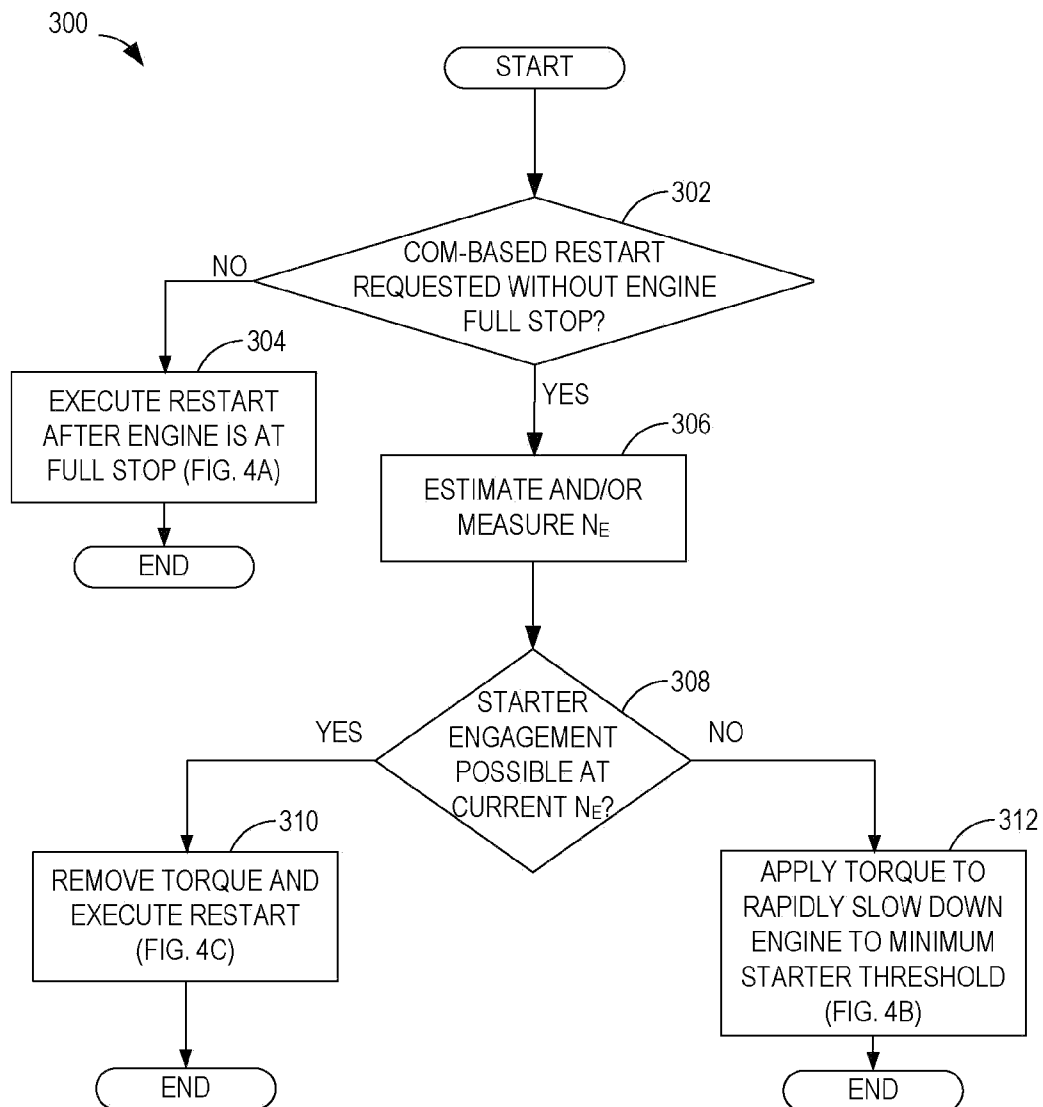 300
START
302
COM-BASED RESTART
REQUESTED WITHOUT ENGINE
FULL STOP?
NO
YES
304
EXECUTE RESTART
AFTER ENGINE IS AT
FULL STOP (FIG. 4A)
END
306
ESTIMATE AND/OR
MEASURE NE
308
STARTER
ENGAGEMENT
POSSIBLE AT
CURRENT NE?
YES
NO
310
REMOVE TORQUE AND
EXECUTE RESTART
(FIG. 4C)
END
312
APPLY TORQUE TO
RAPIDLY SLOW DOWN
ENGINE TO MINIMUM
STARTER THRESHOLD
(FIG. 4B)
END